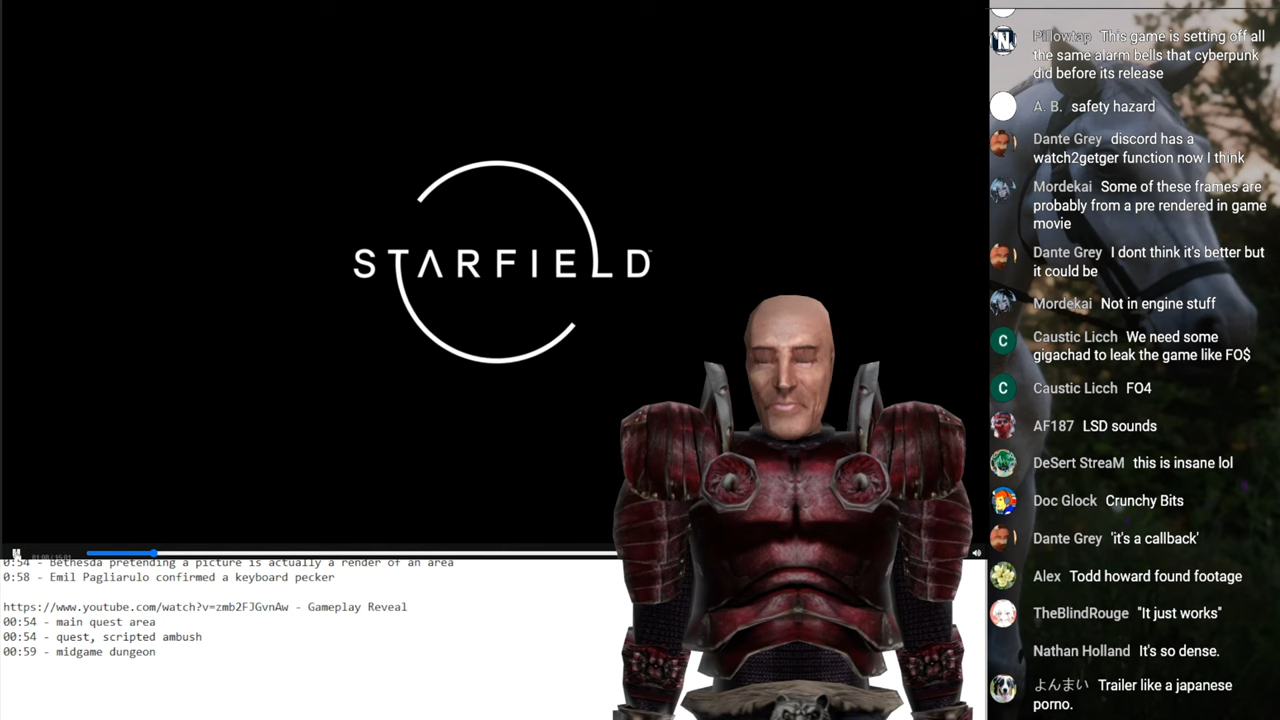 STARFIELD™
01:00 / 15:01
0:54 - Bethesda pretending a picture is actually a render of an area
0:58 - Emil Pagliarulo confirmed a keyboard pecker
https://www.youtube.com/watch?v=zmb2FJGvnAw - Gameplay Reveal
00:54 - main quest area
00:54 - quest, scripted ambush
00:59 - midgame dungeon
Pillowtap This game is setting off all
the same alarm bells that cyberpunk
did before its release
A. B. safety hazard
Dante Grey discord has a
watch2getger function now I think
Mordekai Some of these frames are
probably from a pre rendered in game
movie
Dante Grey I dont think it's better but
it could be
Mordekai Not in engine stuff
C
Caustic Licch We need some
gigachad to leak the game like FO$
C
Caustic Licch FO4
AF187 LSD sounds
DeSert StreaM this is insane lol
Doc Glock Crunchy Bits
Dante Grey 'it's a callback'
Alex Todd howard found footage
TheBlindRouge "It just works"
Nathan Holland It's so dense.
よんまい Trailer like a japanese
porno.